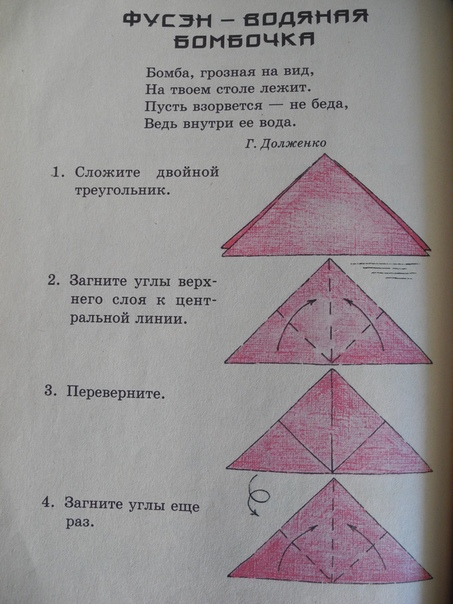 ФУСЭН – ВОДЯНАЯ
БОМБОЧКА
Бомба, грозная на вид,
На твоем столе лежит.
Пусть взорвется — не беда,
Ведь внутри ее вода.
Г. Долженко
1. Сложите двойной
треугольник.
2. Загните углы верх-
него слоя к цент-
ральной линии.
3. Переверните.
4. Загните углы еще
раз.